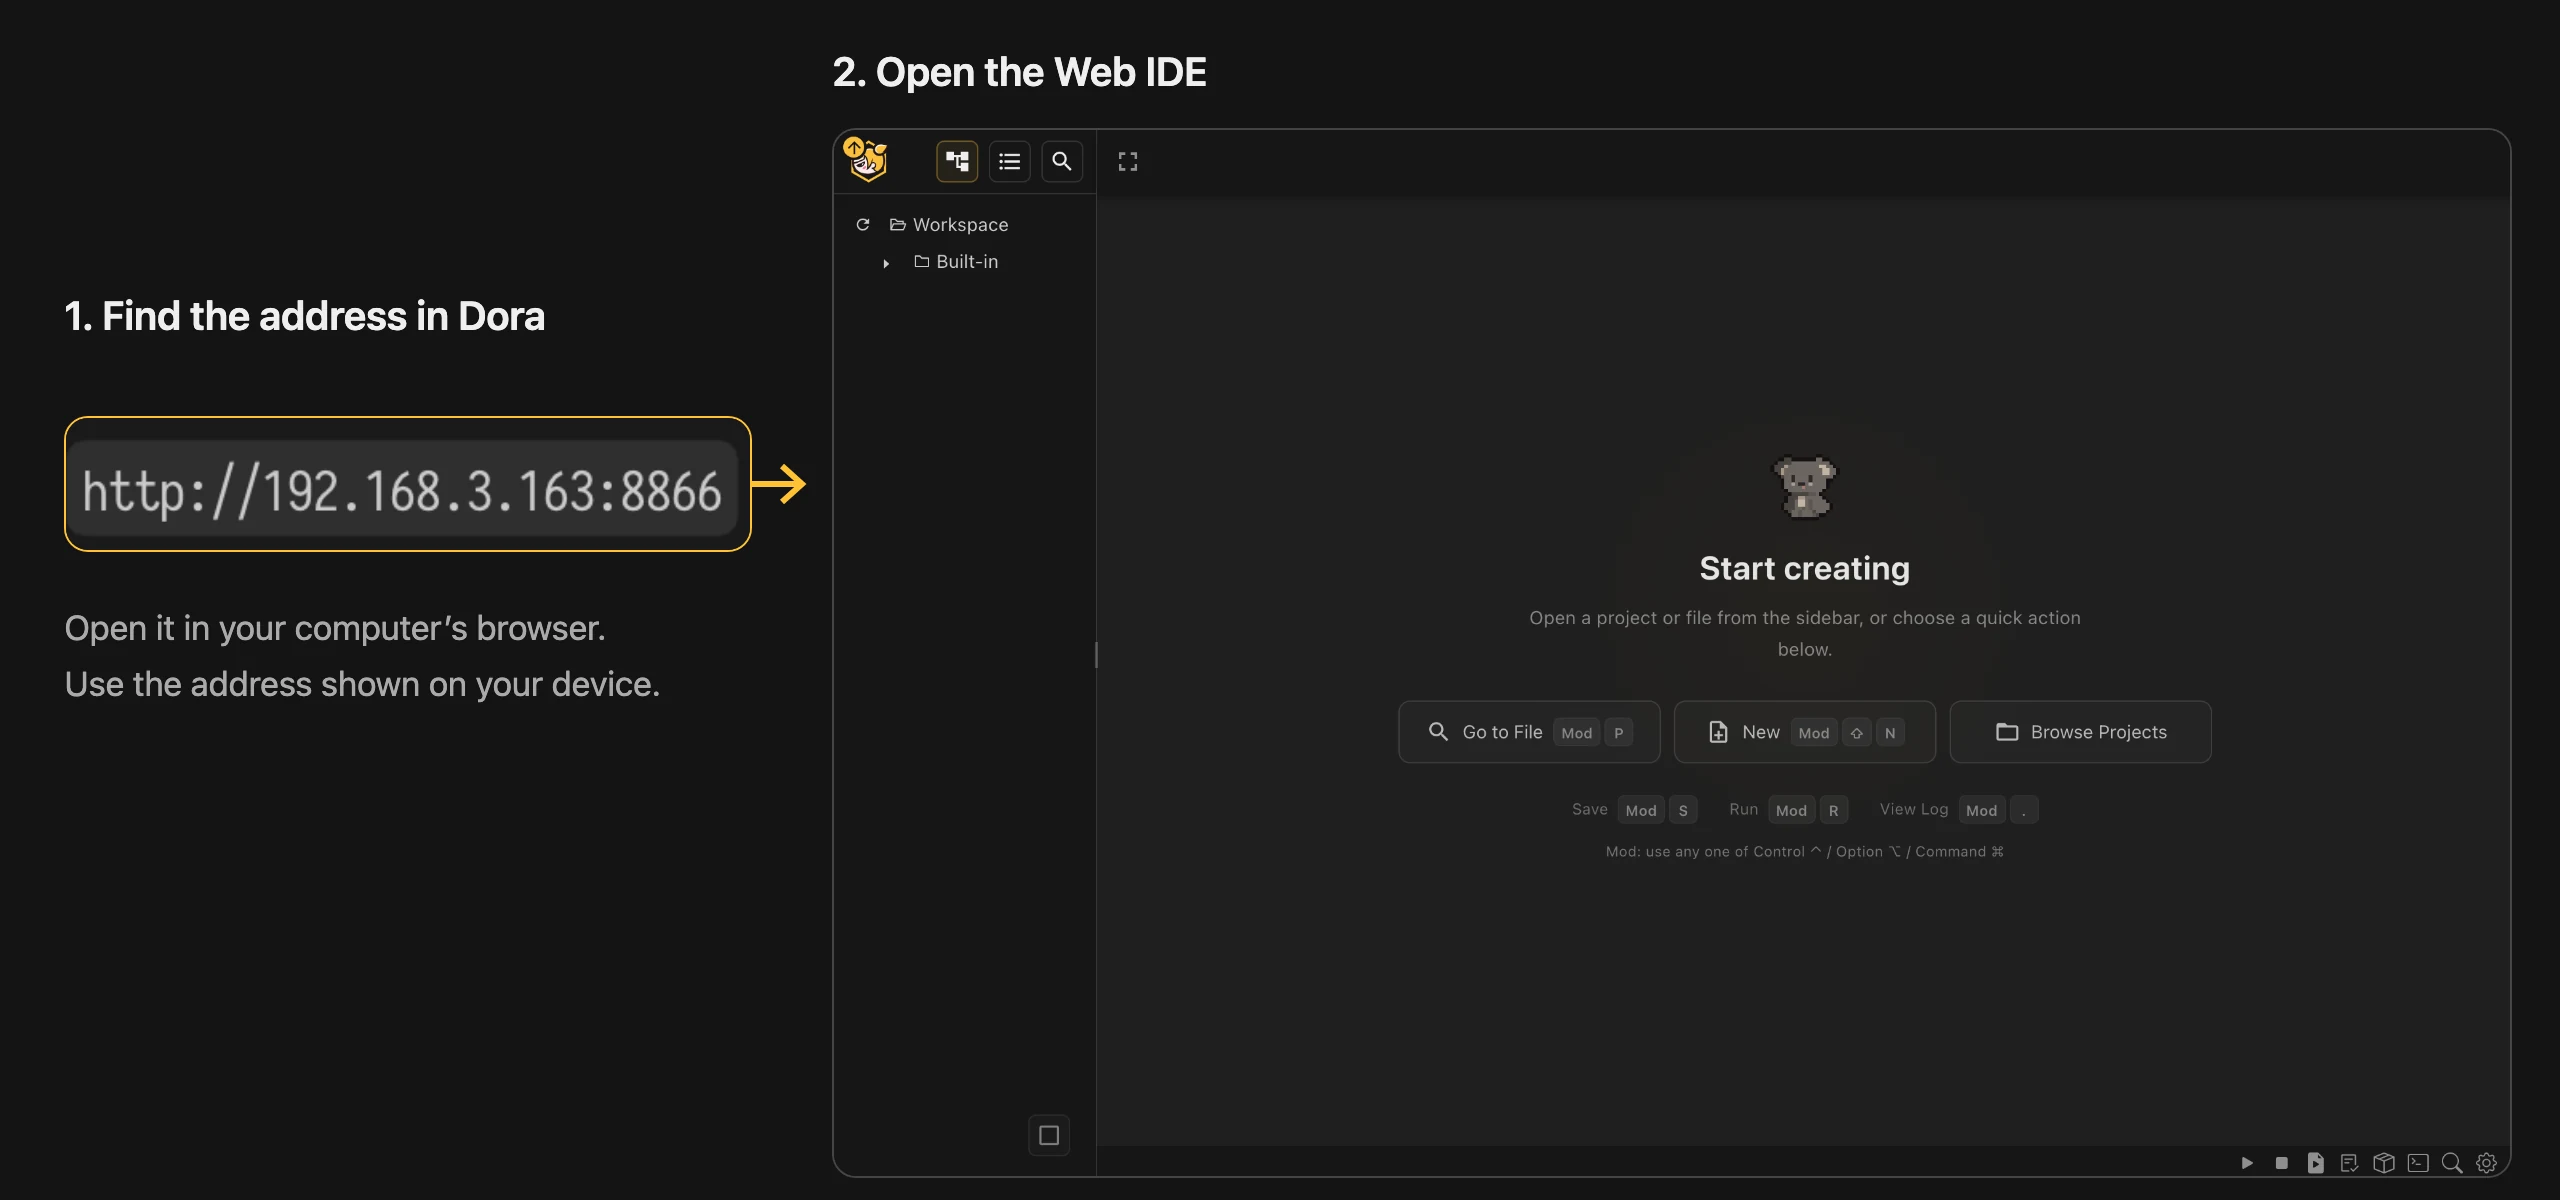 1. Find the address in Dora
http://192.168.3.163:8866
Open it in your computer’s browser.
Use the address shown on your device.
2. Open the Web IDE
Workspace
Built-in
Start creating
Open a project or file from the sidebar, or choose a quick action
below.
Go to File Mod P
New Mod ⇧ N
Browse Projects
Save Mod S Run Mod R View Log Mod .
Mod: use any one of Control ^ / Option ⌥ / Command ⌘